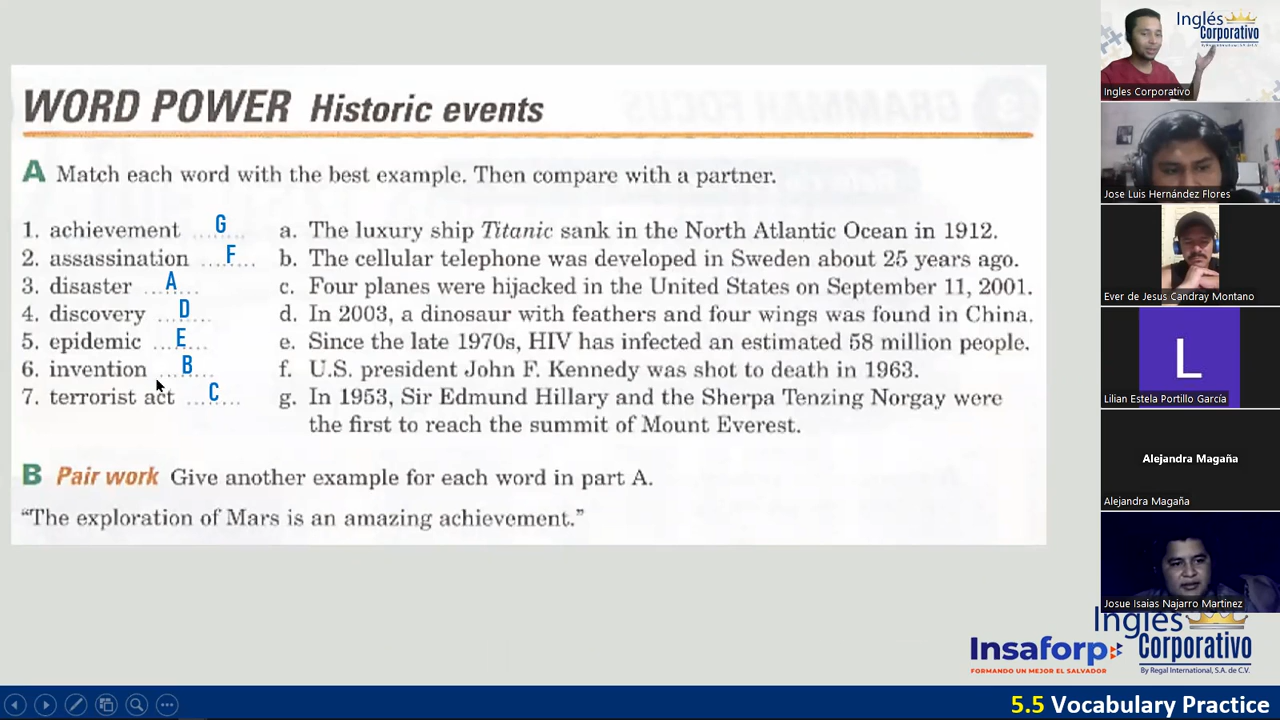 WORD POWER Historic events
A Match each word with the best example. Then compare with a partner.
1. achievement ....G....
2. assassination ....F....
3. disaster ....A....
4. discovery ....D....
5. epidemic ....E....
6. invention ....B....
7. terrorist act ....C....
a. The luxury ship Titanic sank in the North Atlantic Ocean in 1912.
b. The cellular telephone was developed in Sweden about 25 years ago.
c. Four planes were hijacked in the United States on September 11, 2001.
d. In 2003, a dinosaur with feathers and four wings was found in China.
e. Since the late 1970s, HIV has infected an estimated 58 million people.
f. U.S. president John F. Kennedy was shot to death in 1963.
g. In 1953, Sir Edmund Hillary and the Sherpa Tenzing Norgay were
the first to reach the summit of Mount Everest.
B Pair work Give another example for each word in part A.
"The exploration of Mars is an amazing achievement."
Inglés
Corporativo
Ingles Corporativo
Jose Luis Hernández Flores
Ever de Jesus Candray Montano
L
Lilian Estela Portillo García
Alejandra Magaña
Alejandra Magaña
Josue Isaias Najarro Martinez
Insaforp
FORMANDO UN MEJOR EL SALVADOR
Inglés
Corporativo
By Regal International, S.A. de C.V.
5.5 Vocabulary Practice